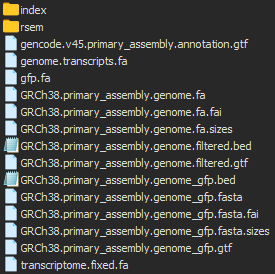 index
rsem
gencode.v45.primary_assembly.annotation.gtf
genome.transcripts.fa
gfp.fa
GRCh38.primary_assembly.genome.fa
GRCh38.primary_assembly.genome.fa.fai
GRCh38.primary_assembly.genome.fa.sizes
GRCh38.primary_assembly.genome.filtered.bed
GRCh38.primary_assembly.genome.filtered.gtf
GRCh38.primary_assembly.genome_gfp.bed
GRCh38.primary_assembly.genome_gfp.fasta
GRCh38.primary_assembly.genome_gfp.fasta.fai
GRCh38.primary_assembly.genome_gfp.fasta.sizes
GRCh38.primary_assembly.genome_gfp.gtf
transcriptome.fixed.fa